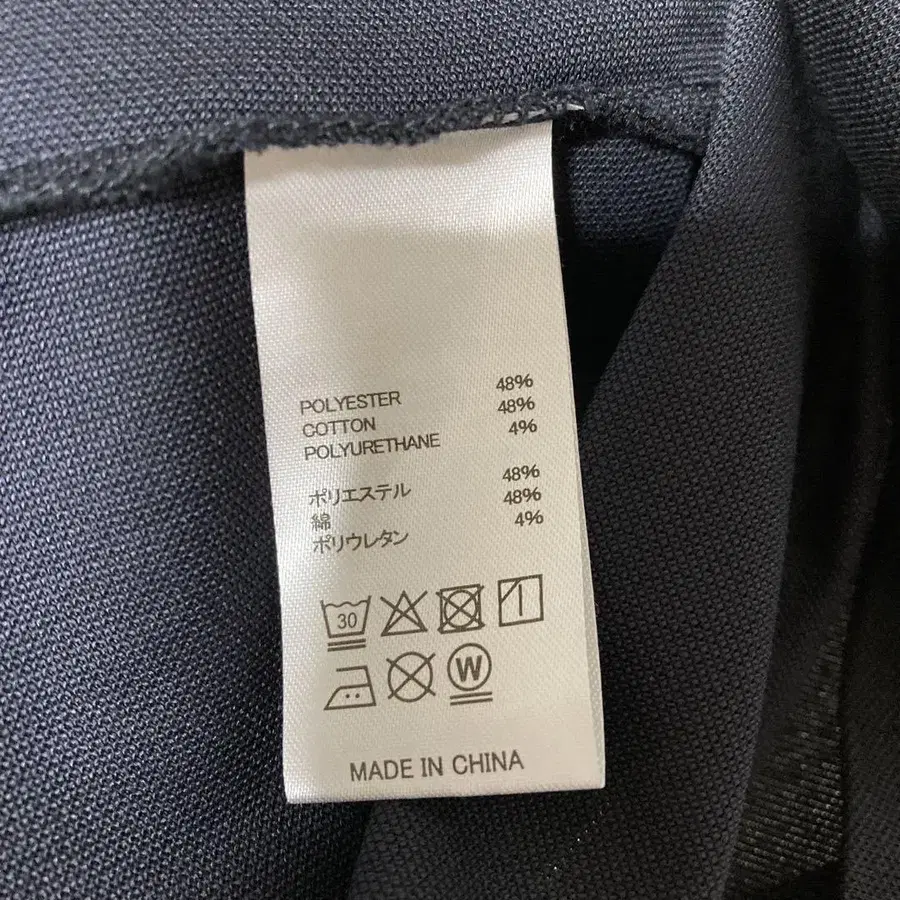 POLYESTER 48%
COTTON 48%
POLYURETHANE 4%
ポリエステル 48%
綿 48%
ポリウレタン 4%
30
W
MADE IN CHINA